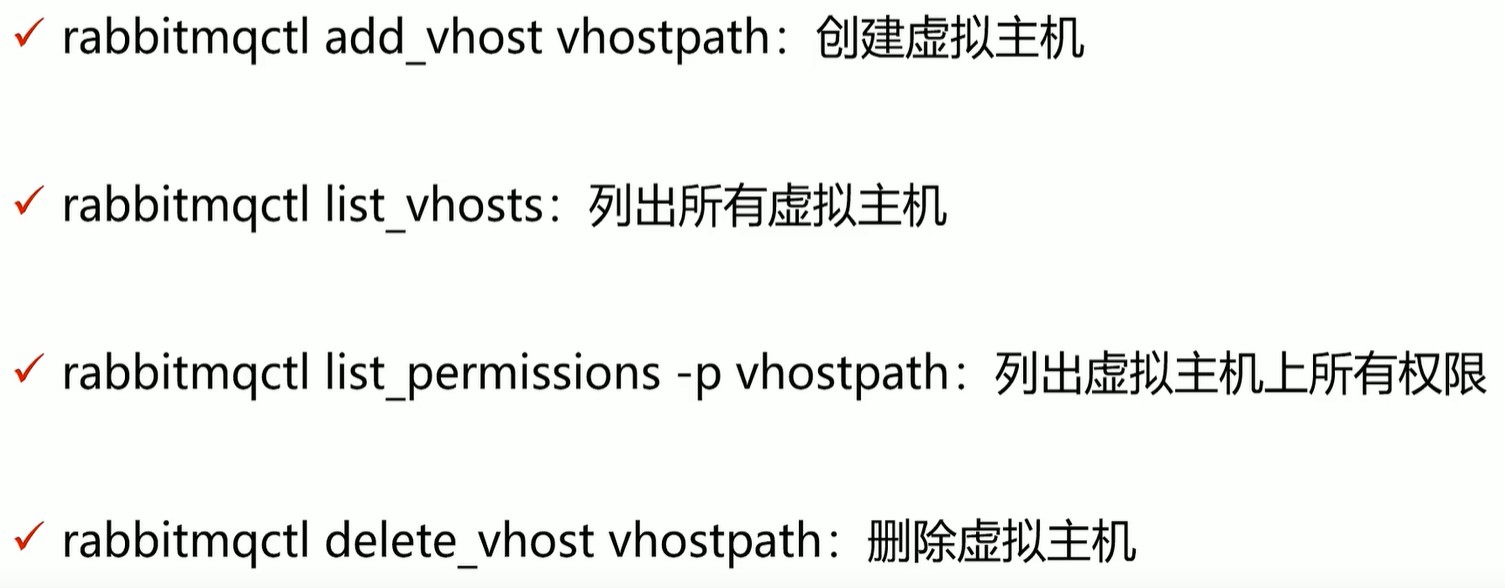 ✓ rabbitmqctl add_vhost vhostpath：创建虚拟主机
✓ rabbitmqctl list_vhosts：列出所有虚拟主机
✓ rabbitmqctl list_permissions -p vhostpath：列出虚拟主机上所有权限
✓ rabbitmqctl delete_vhost vhostpath：删除虚拟主机